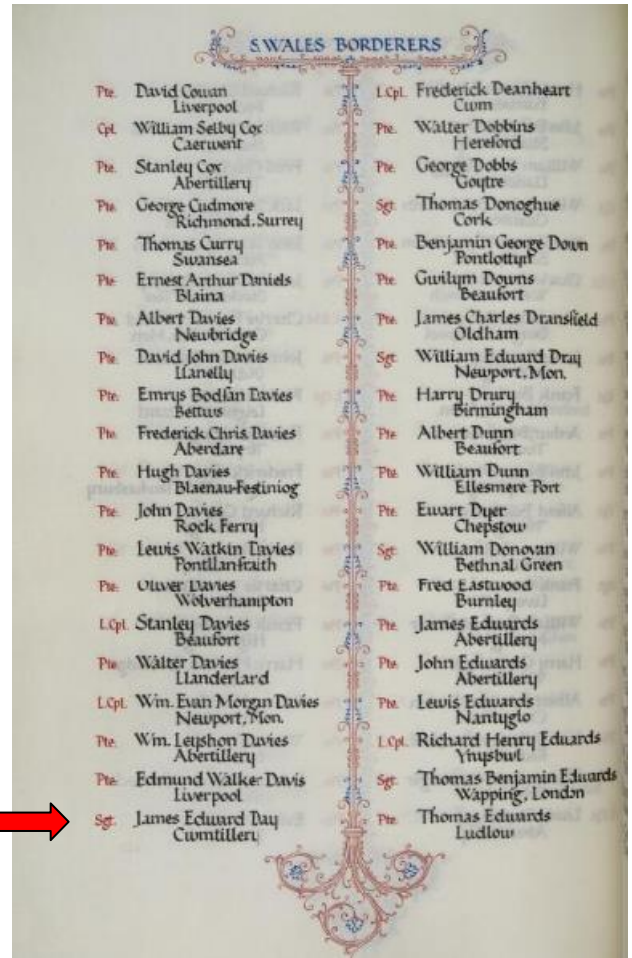 S.WALES BORDERERS
Pte. David Cowan
Liverpool
Cpl. William Selby Cox
Caerwent
Pte. Stanley Cox
Abertillery
Pte. George Cudmore
Richmond. Surrey
Pte. Thomas Curry
Swansea
Pte. Ernest Arthur Daniels
Blaina
Pte. Albert Davies
Newbridge
Pte. David John Davies
Llanelly
Pte. Emrys Bodfan Davies
Bettws
Pte. Frederick Chris. Davies
Aberdare
Pte. Hugh Davies
Blaenau-Festiniog
Pte. John Davies
Rock Ferry
Pte. Lewis Watkin Davies
Pontllanfraith
Pte. Oliver Davies
Wolverhampton
L.Cpl. Stanley Davies
Beaufort
Pte. Walter Davies
Llanderlard
L.Cpl. Wm. Evan Morgan Davies
Newport, Mon.
Pte. Wm. Leyshon Davies
Abertillery
Pte. Edmund Walker Davis
Liverpool
Sgt. James Edward Day
Cwmtillery
L.Cpl. Frederick Deanheart
Cwm
Pte. Walter Dobbins
Hereford
Pte. George Dobbs
Goytre
Sgt. Thomas Donoghue
Cork
Pte. Benjamin George Down
Pontlottyn
Pte. Gwilym Downs
Beaufort
Pte. James Charles Dransfield
Oldham
Sgt. William Edward Dray
Newport, Mon.
Pte. Harry Drury
Birmingham
Pte. Albert Dunn
Beaufort
Pte. William Dunn
Ellesmere Port
Pte. Ewart Dyer
Chepstow
Sgt. William Donovan
Bethnal Green
Pte. Fred Eastwood
Burnley
Pte. James Edwards
Abertillery
Pte. John Edwards
Abertillery
Pte. Lewis Edwards
Nantyglo
L.Cpl. Richard Henry Edwards
Ynysbwl
Sgt. Thomas Benjamin Edwards
Wapping, London
Pte. Thomas Edwards
Ludlow